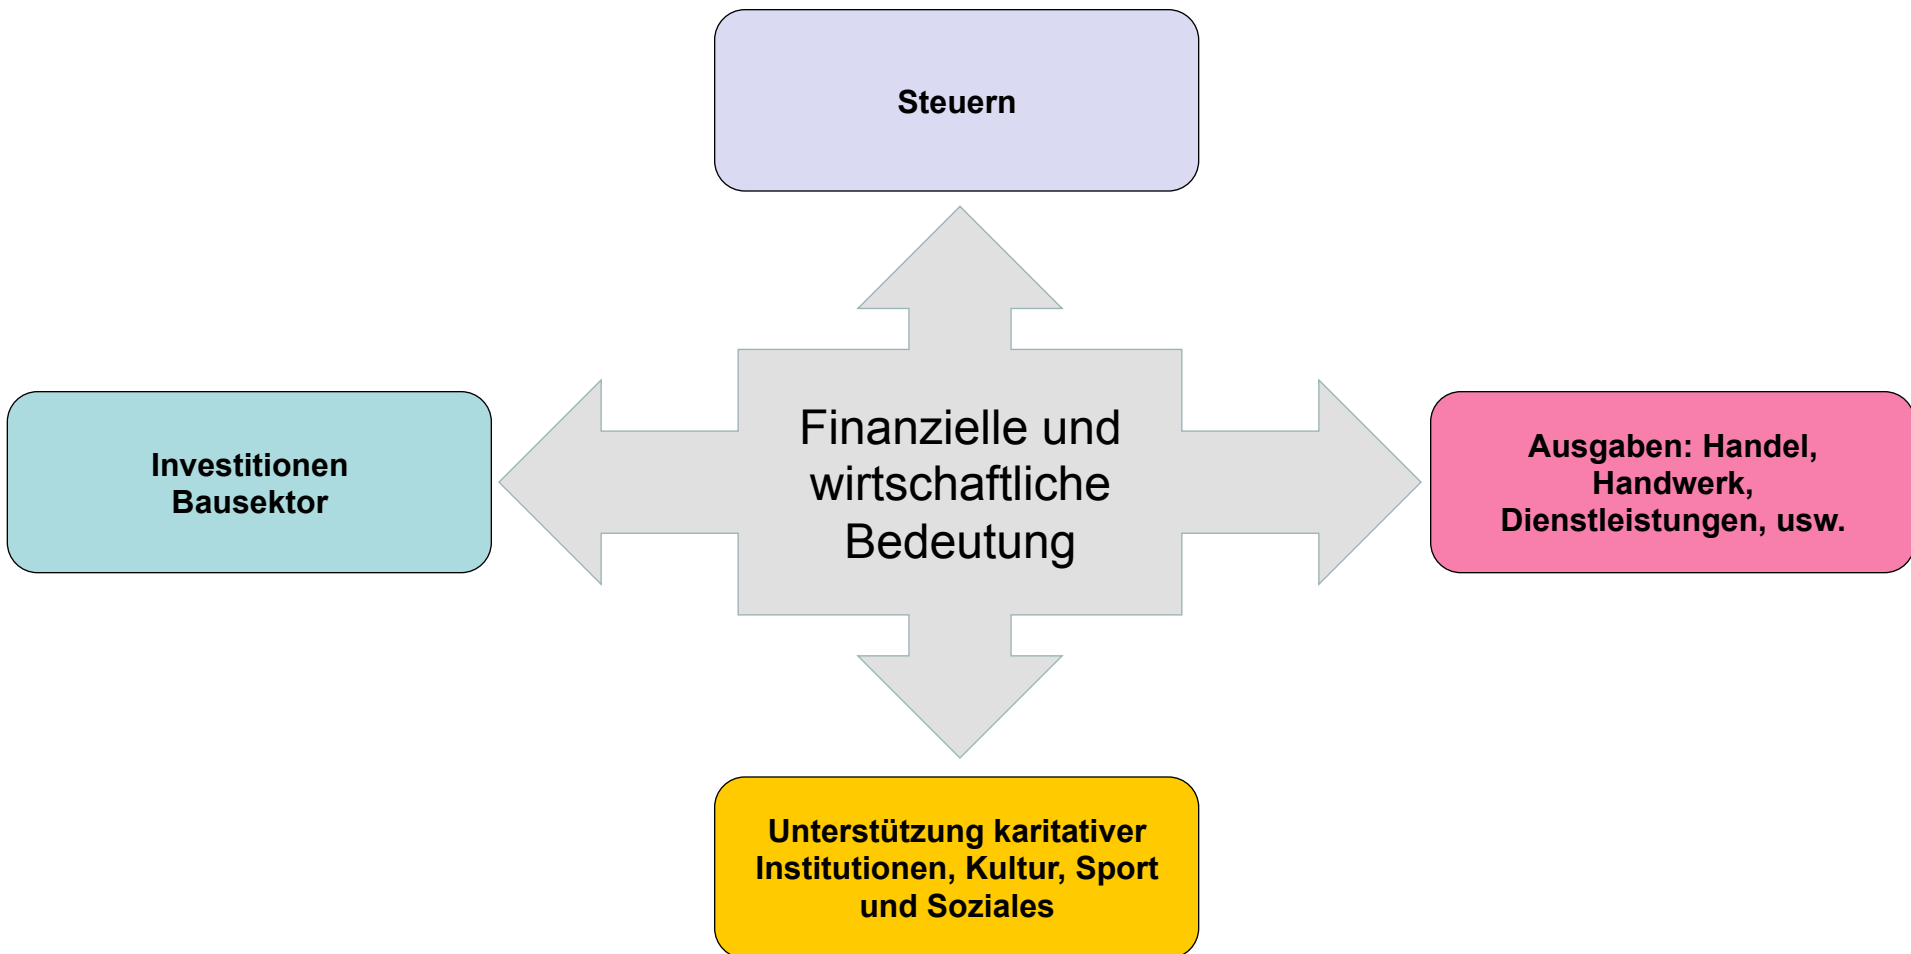 Steuern
Investitionen
Bausektor
Finanzielle und
wirtschaftliche
Bedeutung
Ausgaben: Handel,
Handwerk,
Dienstleistungen, usw.
Unterstützung karitativer
Institutionen, Kultur, Sport
und Soziales